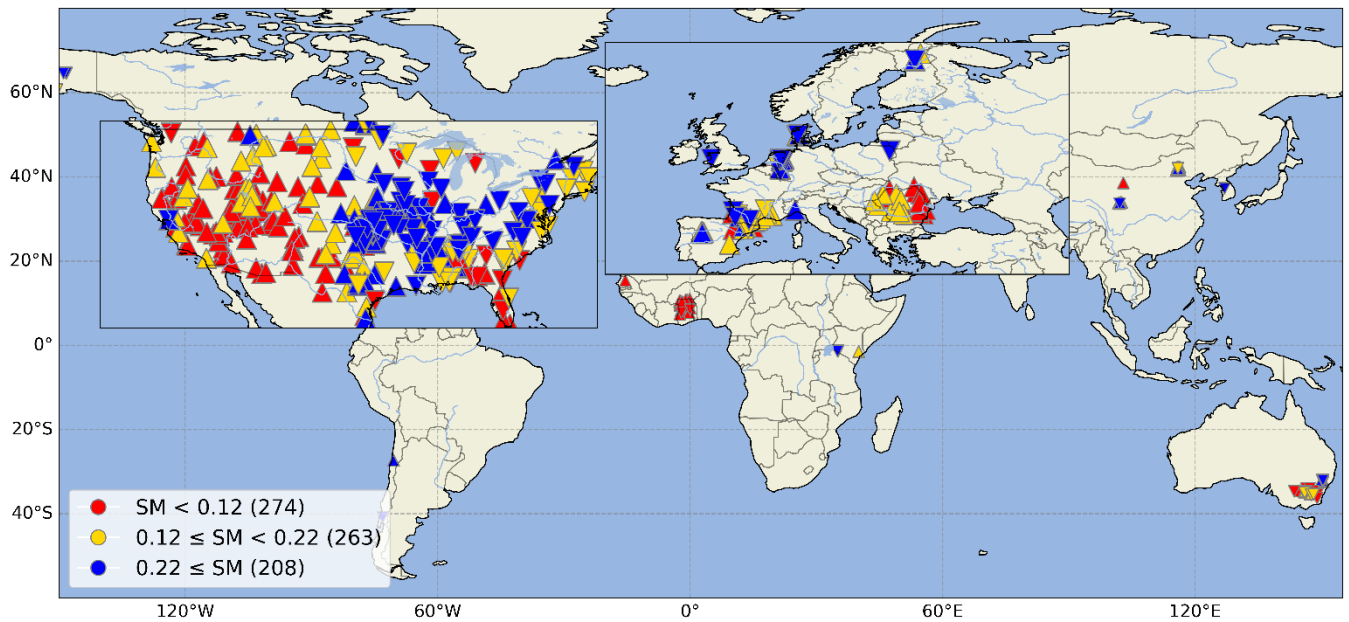 60°N
40°N
20°N
0°
20°S
40°S
SM < 0.12 (274)
0.12 ≤ SM < 0.22 (263)
0.22 ≤ SM (208)
120°W
60°W
0°
60°E
120°E